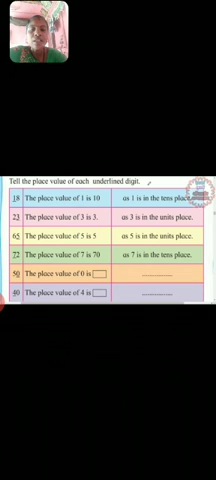 Tell the place value of each underlined digit.
18 The place value of 1 is 10 as 1 is in the tens place.
23 The place value of 3 is 3. as 3 is in the units place.
65 The place value of 5 is 5 as 5 is in the units place.
72 The place value of 7 is 70 as 7 is in the tens place.
50 The place value of 0 is ...............
40 The place value of 4 is ...............